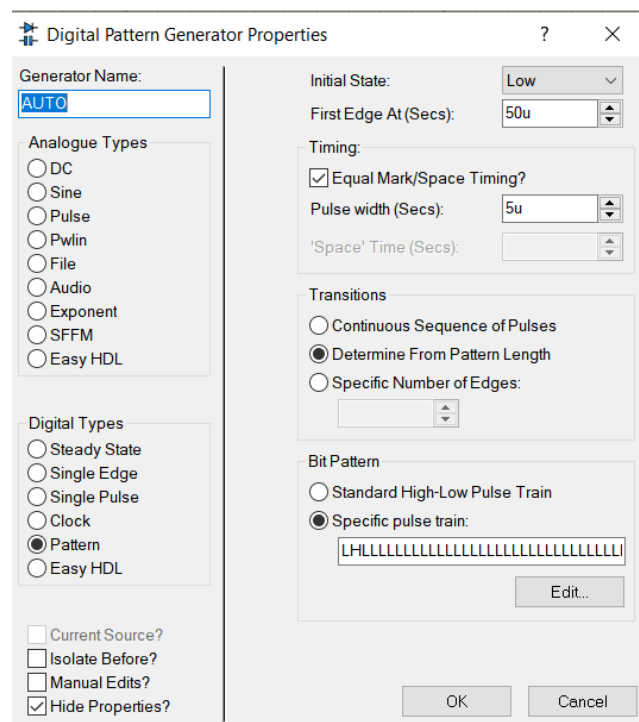 Digital Pattern Generator Properties ? ×
Generator Name:
AUTO
Analogue Types
DC
Sine
Pulse
Pwlin
File
Audio
Exponent
SFFM
Easy HDL
Digital Types
Steady State
Single Edge
Single Pulse
Clock
Pattern
Easy HDL
Current Source?
Isolate Before?
Manual Edits?
Hide Properties?
Initial State: Low
First Edge At (Secs): 50u
Timing:
Equal Mark/Space Timing?
Pulse width (Secs): 5u
'Space' Time (Secs):
Transitions
Continuous Sequence of Pulses
Determine From Pattern Length
Specific Number of Edges:
Bit Pattern
Standard High-Low Pulse Train
Specific pulse train:
Edit...
OK Cancel